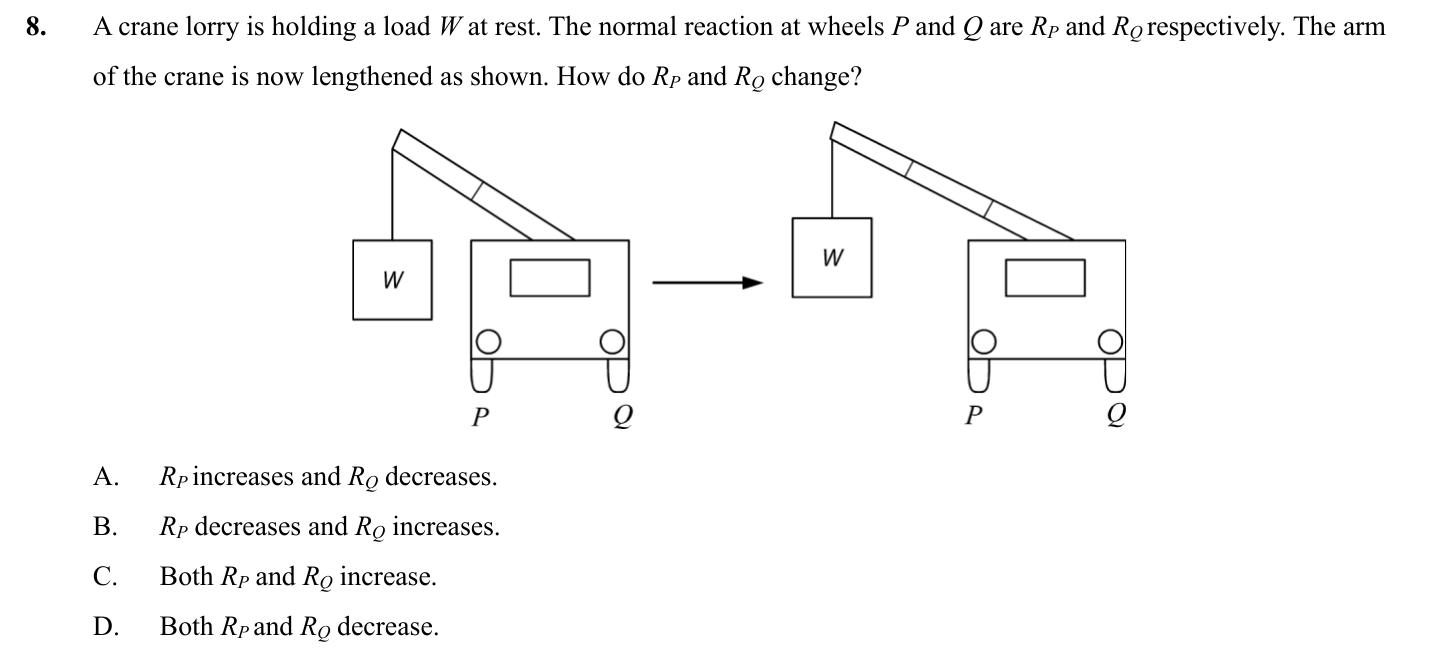 8. A crane lorry is holding a load W at rest. The normal reaction at wheels P and Q are RP and RQ respectively. The arm
of the crane is now lengthened as shown. How do RP and RQ change?
W
W
P Q P Q
A. RP increases and RQ decreases.
B. RP decreases and RQ increases.
C. Both RP and RQ increase.
D. Both RP and RQ decrease.